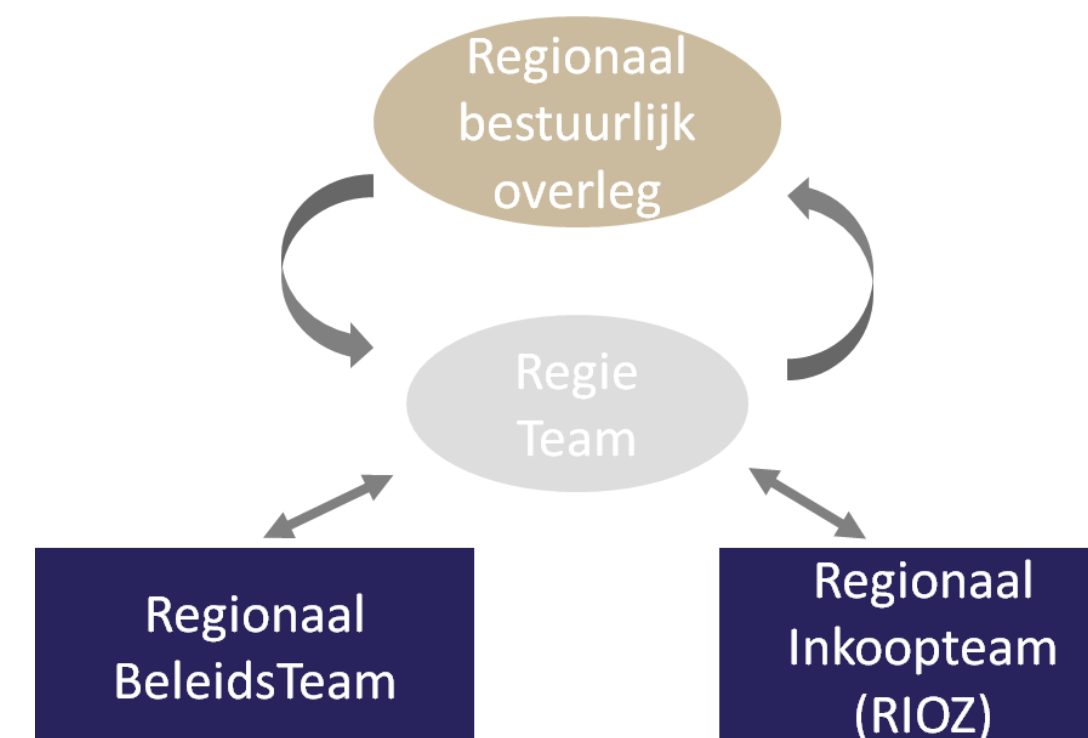 Regionaal
bestuurlijk
overleg
Regie
Team
Regionaal
BeleidsTeam
Regionaal
Inkoopteam
(RIOZ)